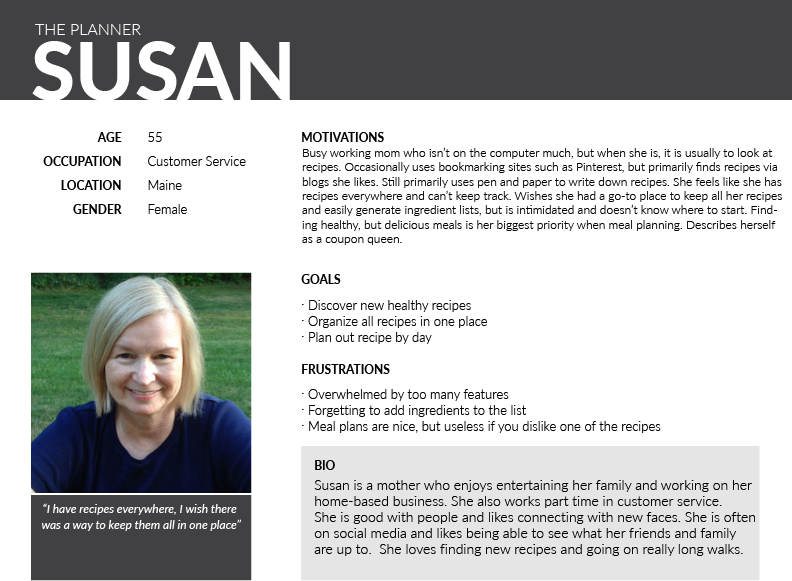 THE PLANNER
SUSAN
AGE 55
OCCUPATION Customer Service
LOCATION Maine
GENDER Female
MOTIVATIONS
Busy working mom who isn't on the computer much, but when she is, it is usually to look at
recipes. Occasionally uses bookmarking sites such as Pinterest, but primarily finds recipes via
blogs she likes. Still primarily uses pen and paper to write down recipes. She feels like she has
recipes everywhere and can't keep track. Wishes she had a go-to place to keep all her recipes
and easily generate ingredient lists, but is intimidated and doesn't know where to start. Find-
ing healthy, but delicious meals is her biggest priority when meal planning. Describes herself
as a coupon queen.
GOALS
· Discover new healthy recipes
· Organize all recipes in one place
· Plan out recipe by day
FRUSTRATIONS
· Overwhelmed by too many features
· Forgetting to add ingredients to the list
· Meal plans are nice, but useless if you dislike one of the recipes
"I have recipes everywhere, I wish there
was a way to keep them all in one place"
BIO
Susan is a mother who enjoys entertaining her family and working on her
home-based business. She also works part time in customer service.
She is good with people and likes connecting with new faces. She is often
on social media and likes being able to see what her friends and family
are up to.  She loves finding new recipes and going on really long walks.